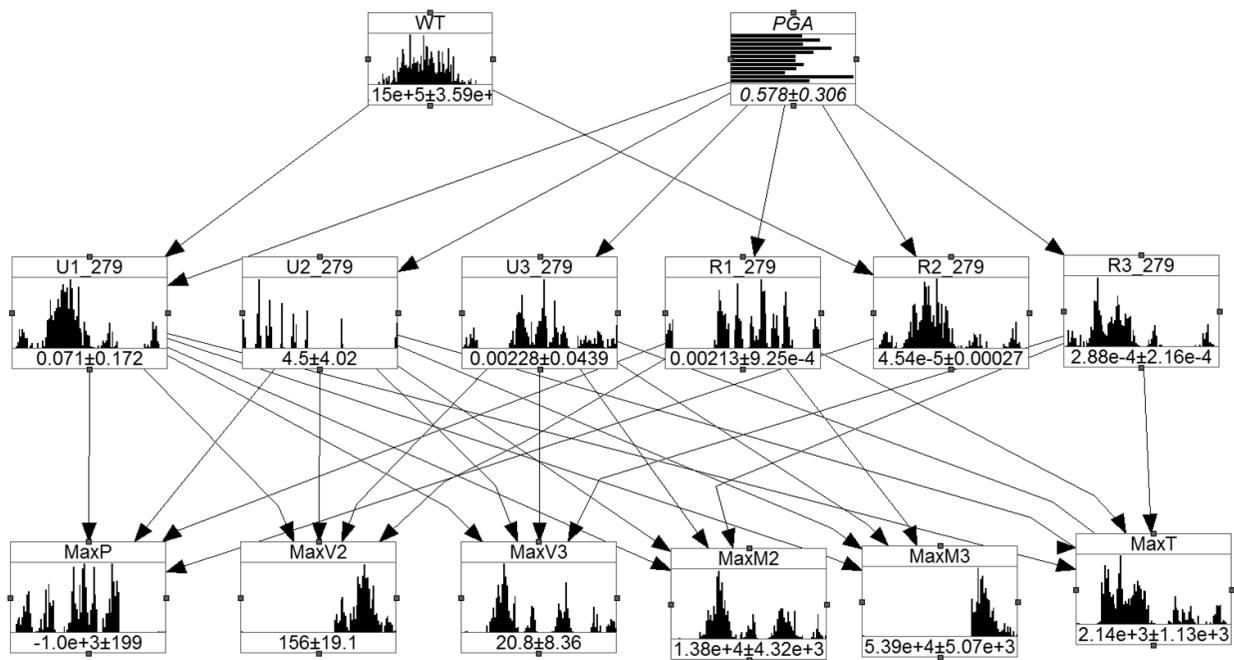 WT
PGA
15e+5±3.59e+
0.578±0.306
U1_279
U2_279
U3_279
R1_279
R2_279
R3_279
0.071±0.172
4.5±4.02
0.00228±0.0439
0.00213±9.25e-4
4.54e-5±0.00027
2.88e-4±2.16e-4
MaxP
MaxV2
MaxV3
MaxM2
MaxM3
MaxT
-1.0e+3±199
156±19.1
20.8±8.36
1.38e+4±4.32e+3
5.39e+4±5.07e+3
2.14e+3±1.13e+3